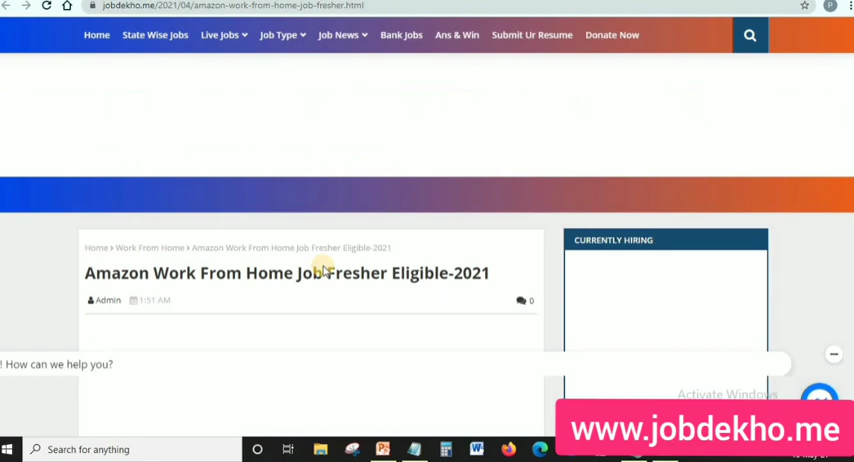 jobdekho.me/2021/04/amazon-work-from-home-job-fresher.html
P
Home State Wise Jobs Live Jobs Job Type Job News Bank Jobs Ans & Win Submit Ur Resume Donate Now
Home › Work From Home › Amazon Work From Home Job Fresher Eligible-2021
CURRENTLY HIRING
Amazon Work From Home Job Fresher Eligible-2021
Admin 1:51 AM 0
! How can we help you?
Activate Windows
www.jobdekho.me
Search for anything